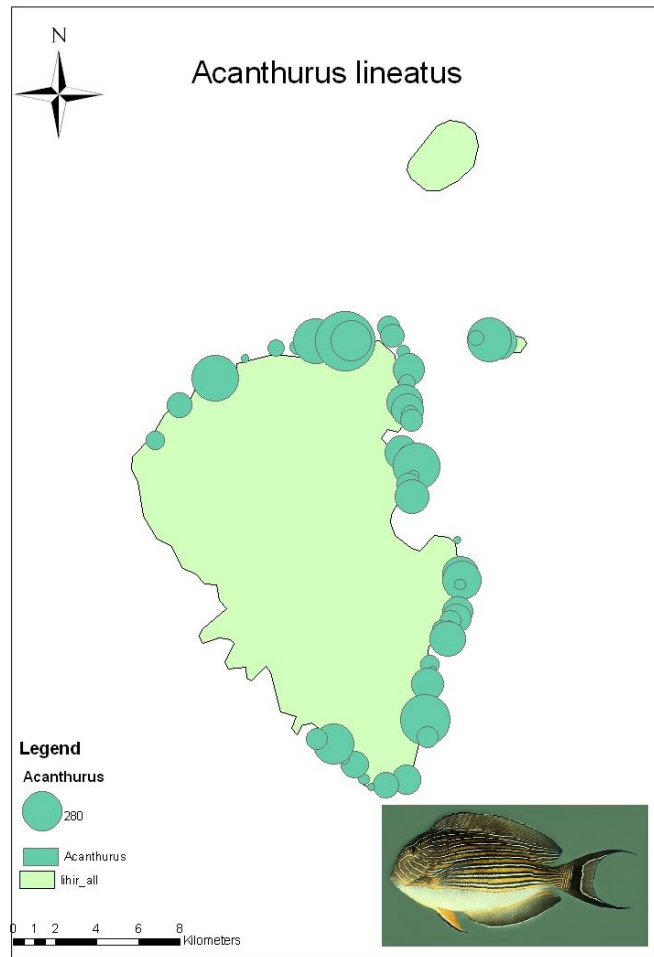 N
Acanthurus lineatus
Legend
Acanthurus
280
Acanthurus
lihir_all
0 1 2 4 6 8
Kilometers